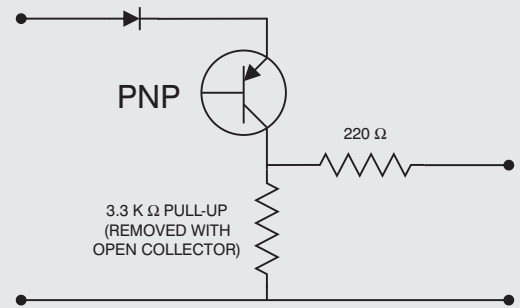 PNP
220 Ω
3.3 K Ω PULL-UP
(REMOVED WITH
OPEN COLLECTOR)